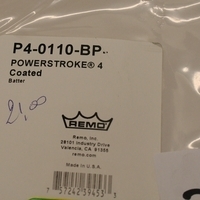 P4-0110-BP
POWERSTROKE® 4
Coated
Batter
21,00
REMO
Remo, Inc.
28101 Industry Drive
Valencia, CA 91355
remo.com
MADE IN U.S.A.